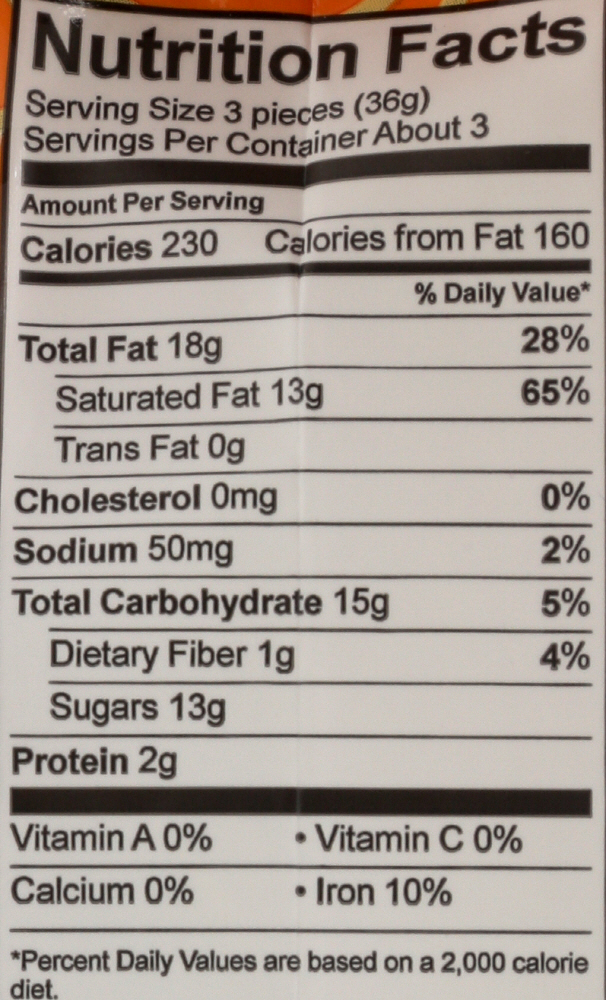 Nutrition Facts
Serving Size 3 pieces (36g)
Servings Per Container About 3
Amount Per Serving
Calories 230 Calories from Fat 160
% Daily Value*
Total Fat 18g 28%
Saturated Fat 13g 65%
Trans Fat 0g
Cholesterol 0mg 0%
Sodium 50mg 2%
Total Carbohydrate 15g 5%
Dietary Fiber 1g 4%
Sugars 13g
Protein 2g
Vitamin A 0% • Vitamin C 0%
Calcium 0% • Iron 10%
*Percent Daily Values are based on a 2,000 calorie
diet.